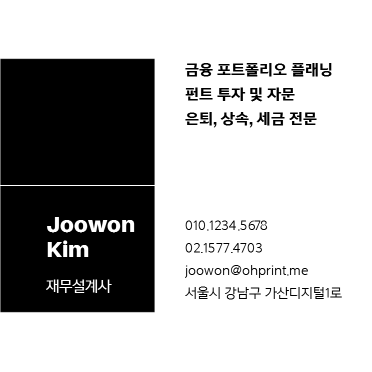 금융 포트폴리오 플래닝
펀트 투자 및 자문
은퇴, 상속, 세금 전문
Joowon
Kim
재무설계사
010.1234.5678
02.1577.4703
joowon@ohprint.me
서울시 강남구 가산디지털1로